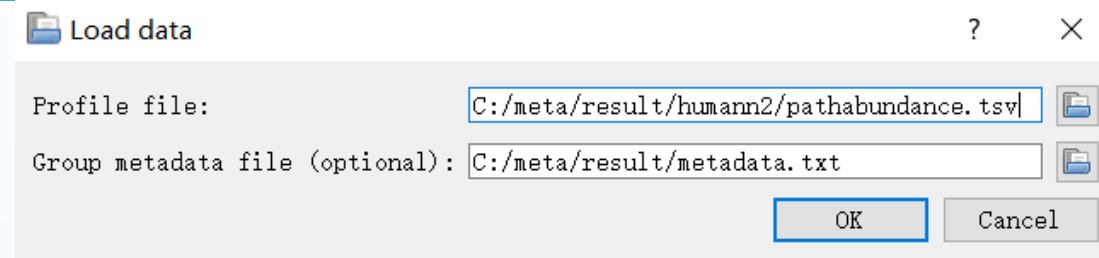 Load data ?
Profile file: C:/meta/result/humann2/pathabundance.tsv
Group metadata file (optional): C:/meta/result/metadata.txt
OK Cancel